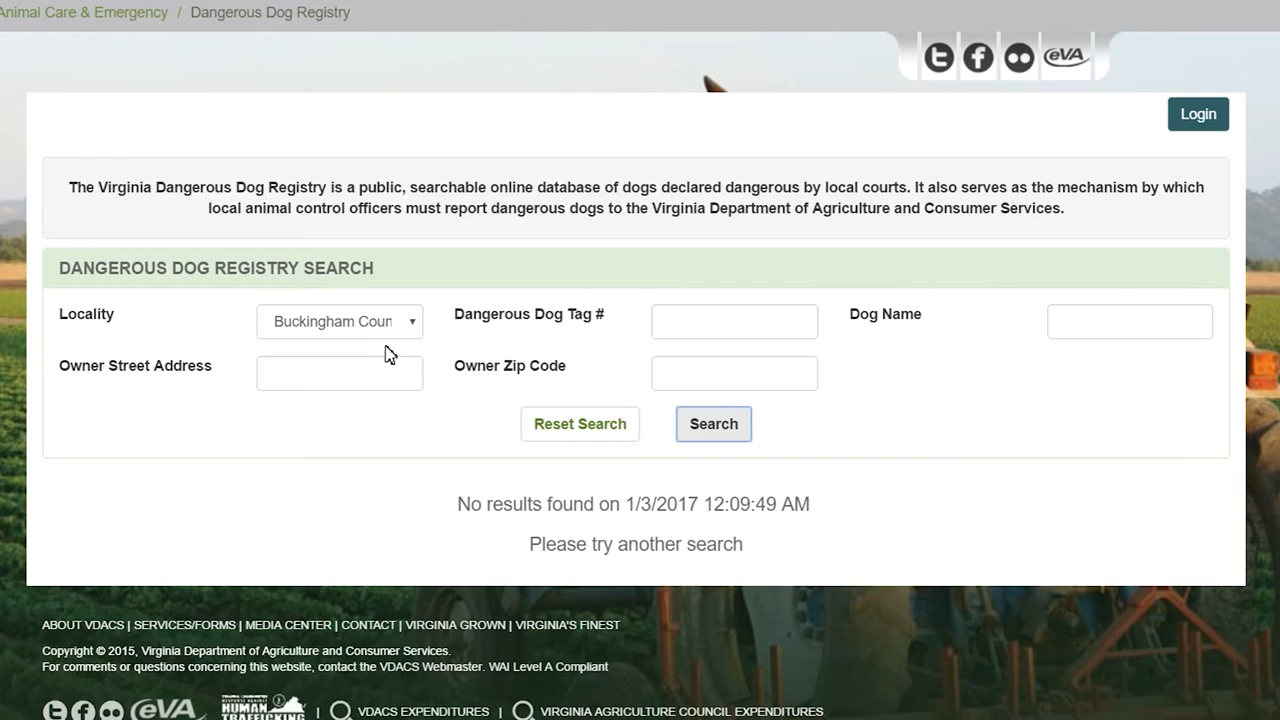 Animal Care & Emergency / Dangerous Dog Registry
eVA
Login
The Virginia Dangerous Dog Registry is a public, searchable online database of dogs declared dangerous by local courts. It also serves as the mechanism by which
local animal control officers must report dangerous dogs to the Virginia Department of Agriculture and Consumer Services.
DANGEROUS DOG REGISTRY SEARCH
Locality Buckingham Coun Dangerous Dog Tag # Dog Name
Owner Street Address Owner Zip Code
Reset Search Search
No results found on 1/3/2017 12:09:49 AM
Please try another search
ABOUT VDACS | SERVICES/FORMS | MEDIA CENTER | CONTACT | VIRGINIA GROWN | VIRGINIA'S FINEST
Copyright © 2015, Virginia Department of Agriculture and Consumer Services.
For comments or questions concerning this website, contact the VDACS Webmaster. WAI Level A Compliant
eVA HUMAN TRAFFICKING | VDACS EXPENDITURES | VIRGINIA AGRICULTURE COUNCIL EXPENDITURES